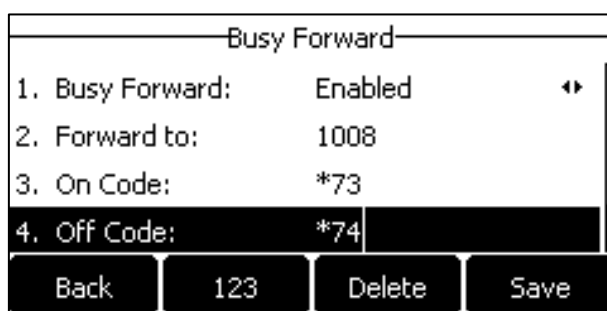 Busy Forward
1. Busy Forward: Enabled
2. Forward to: 1008
3. On Code: *73
4. Off Code: *74
Back 123 Delete Save